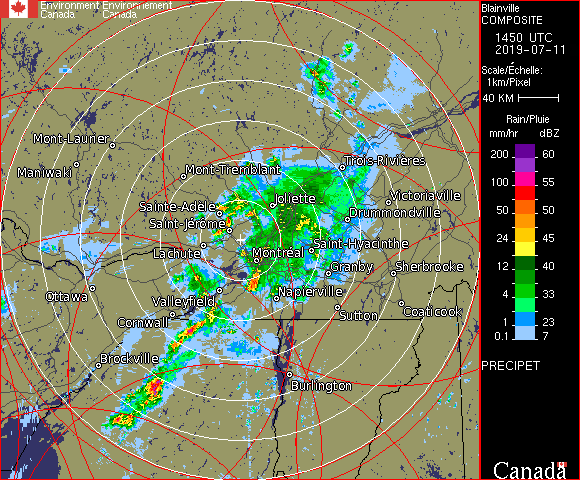 Environment Environnement
Canada Canada
Blainville
COMPOSITE
1450 UTC
2019-07-11
Scale/Échelle:
1km/Pixel
40 KM
Rain/Pluie
mm/hr dBZ
200 60
100 55
50 50
24 45
12 40
4 33
1 23
0.1 7
PRECIPET
Canada
Mont-Laurier
Maniwaki
Mont-Tremblant
Trois-Rivières
Sainte-Adèle
Joliette
Victoriaville
Drummondville
Saint-Jérôme
Lachute
Montréal
Saint-Hyacinthe
Granby
Sherbrooke
Ottawa
Valleyfield
Napierville
Cornwall
Sutton
Coaticook
Brockville
Burlington